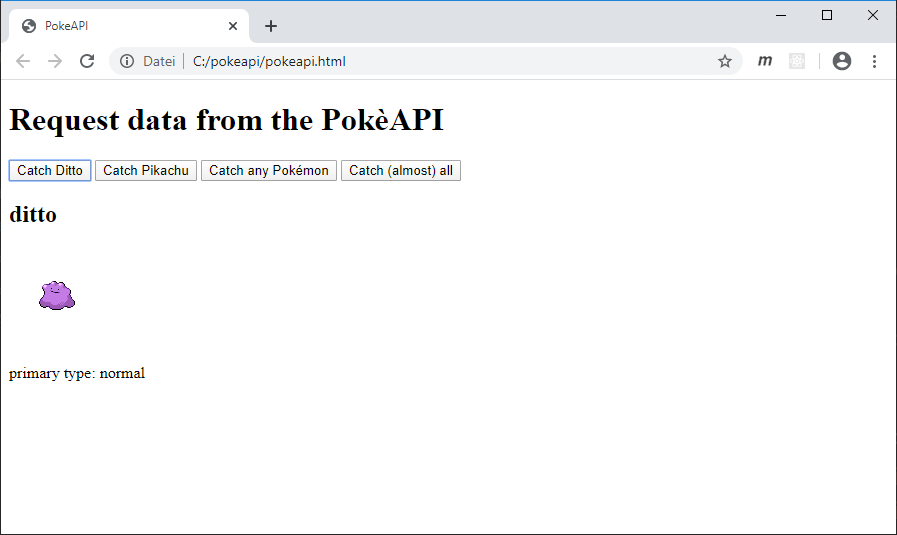 PokeAPI
Datei C:/pokeapi/pokeapi.html m
Request data from the PokèAPI
Catch Ditto Catch Pikachu Catch any Pokémon Catch (almost) all
ditto
primary type: normal